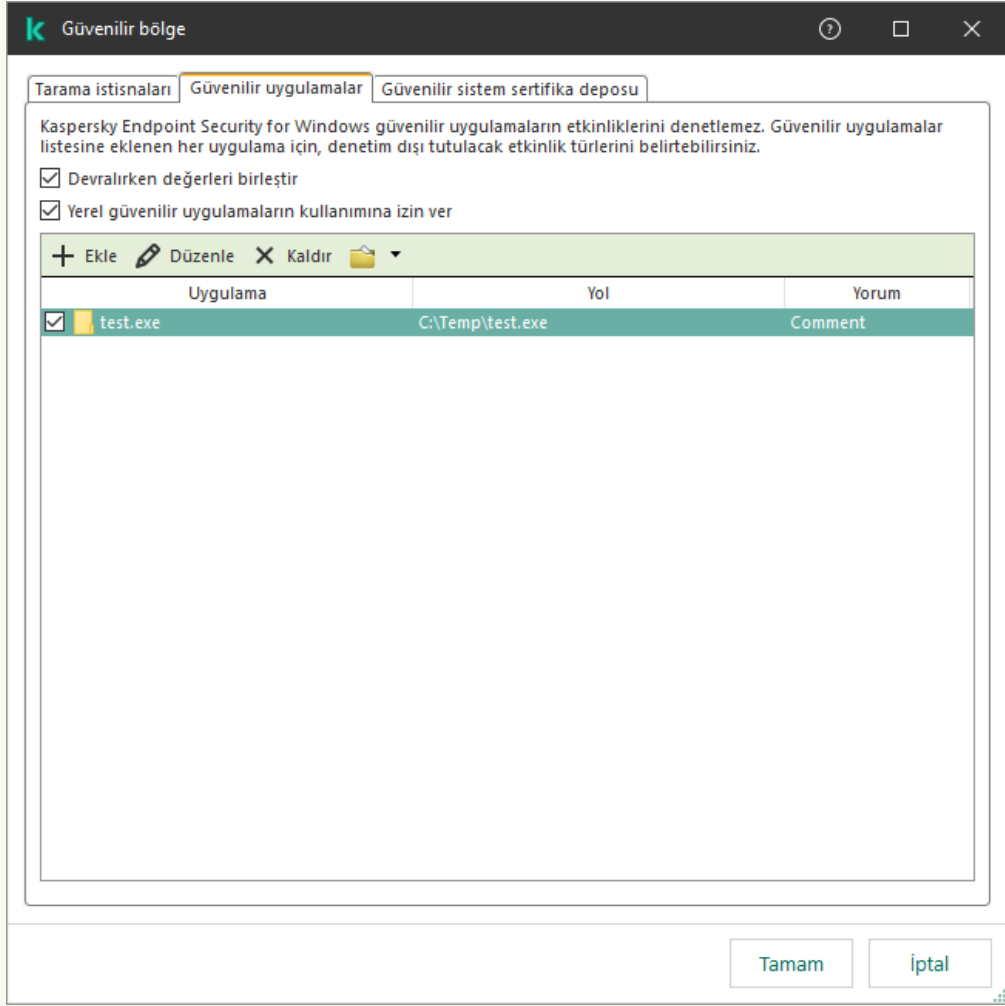 Güvenilir bölge
Tarama istisnaları Güvenilir uygulamalar Güvenilir sistem sertifika deposu
Kaspersky Endpoint Security for Windows güvenilir uygulamaların etkinliklerini denetlemez. Güvenilir uygulamalar
listesine eklenen her uygulama için, denetim dışı tutulacak etkinlik türlerini belirtebilirsiniz.
Devralırken değerleri birleştir
Yerel güvenilir uygulamaların kullanımına izin ver
Ekle Düzenle Kaldır
Uygulama Yol Yorum
test.exe C:\Temp\test.exe Comment
Tamam İptal